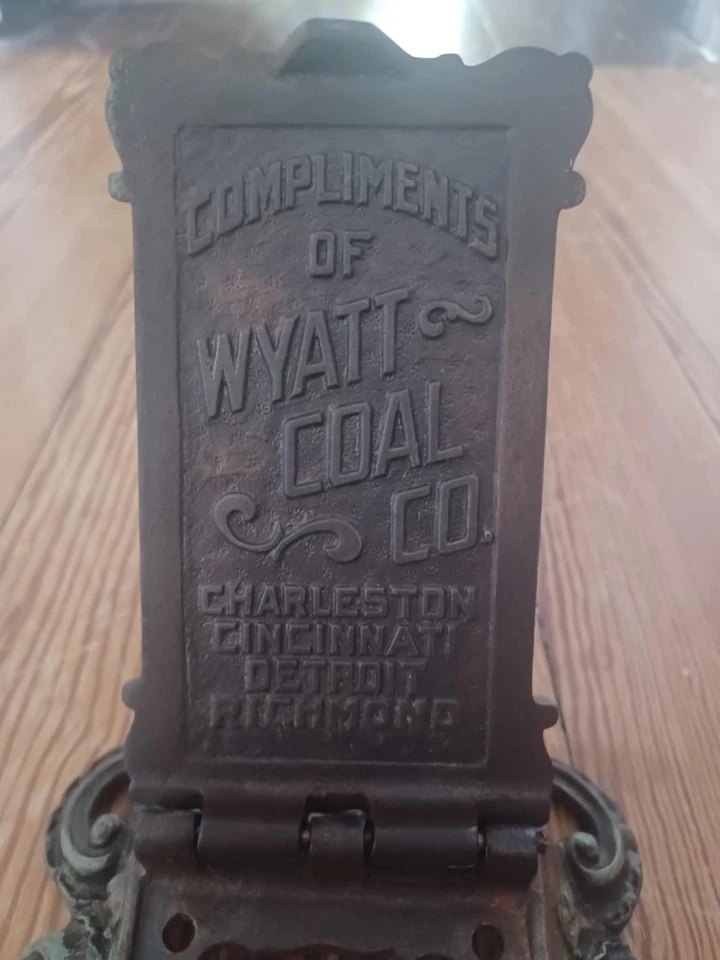 COMPLIMENTS
OF
WYATT
COAL
CO.
CHARLESTON
CINCINNATI
DETROIT
RICHMOND